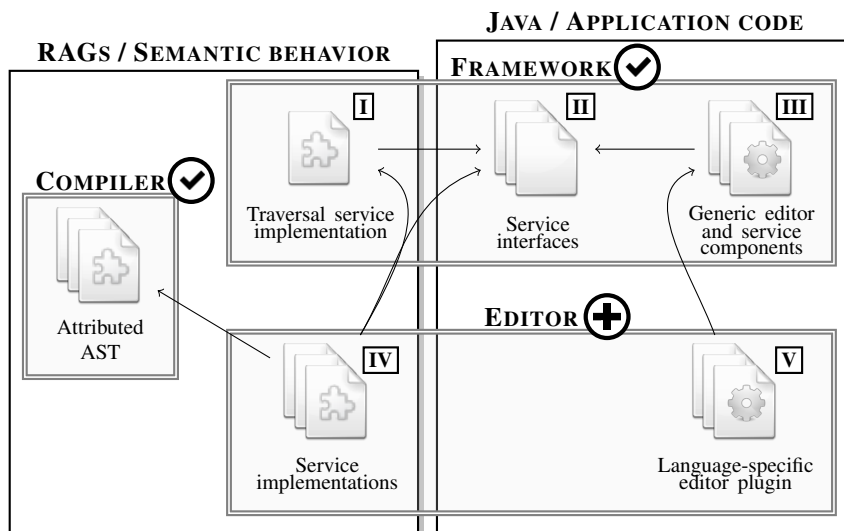 JAVA / APPLICATION CODE
RAGS / SEMANTIC BEHAVIOR
FRAMEWORK
I
II
III
COMPILER
Traversal service
implementation
Service
interfaces
Generic editor
and service
components
Attributed
AST
EDITOR
IV
V
Service
implementations
Language-specific
editor plugin